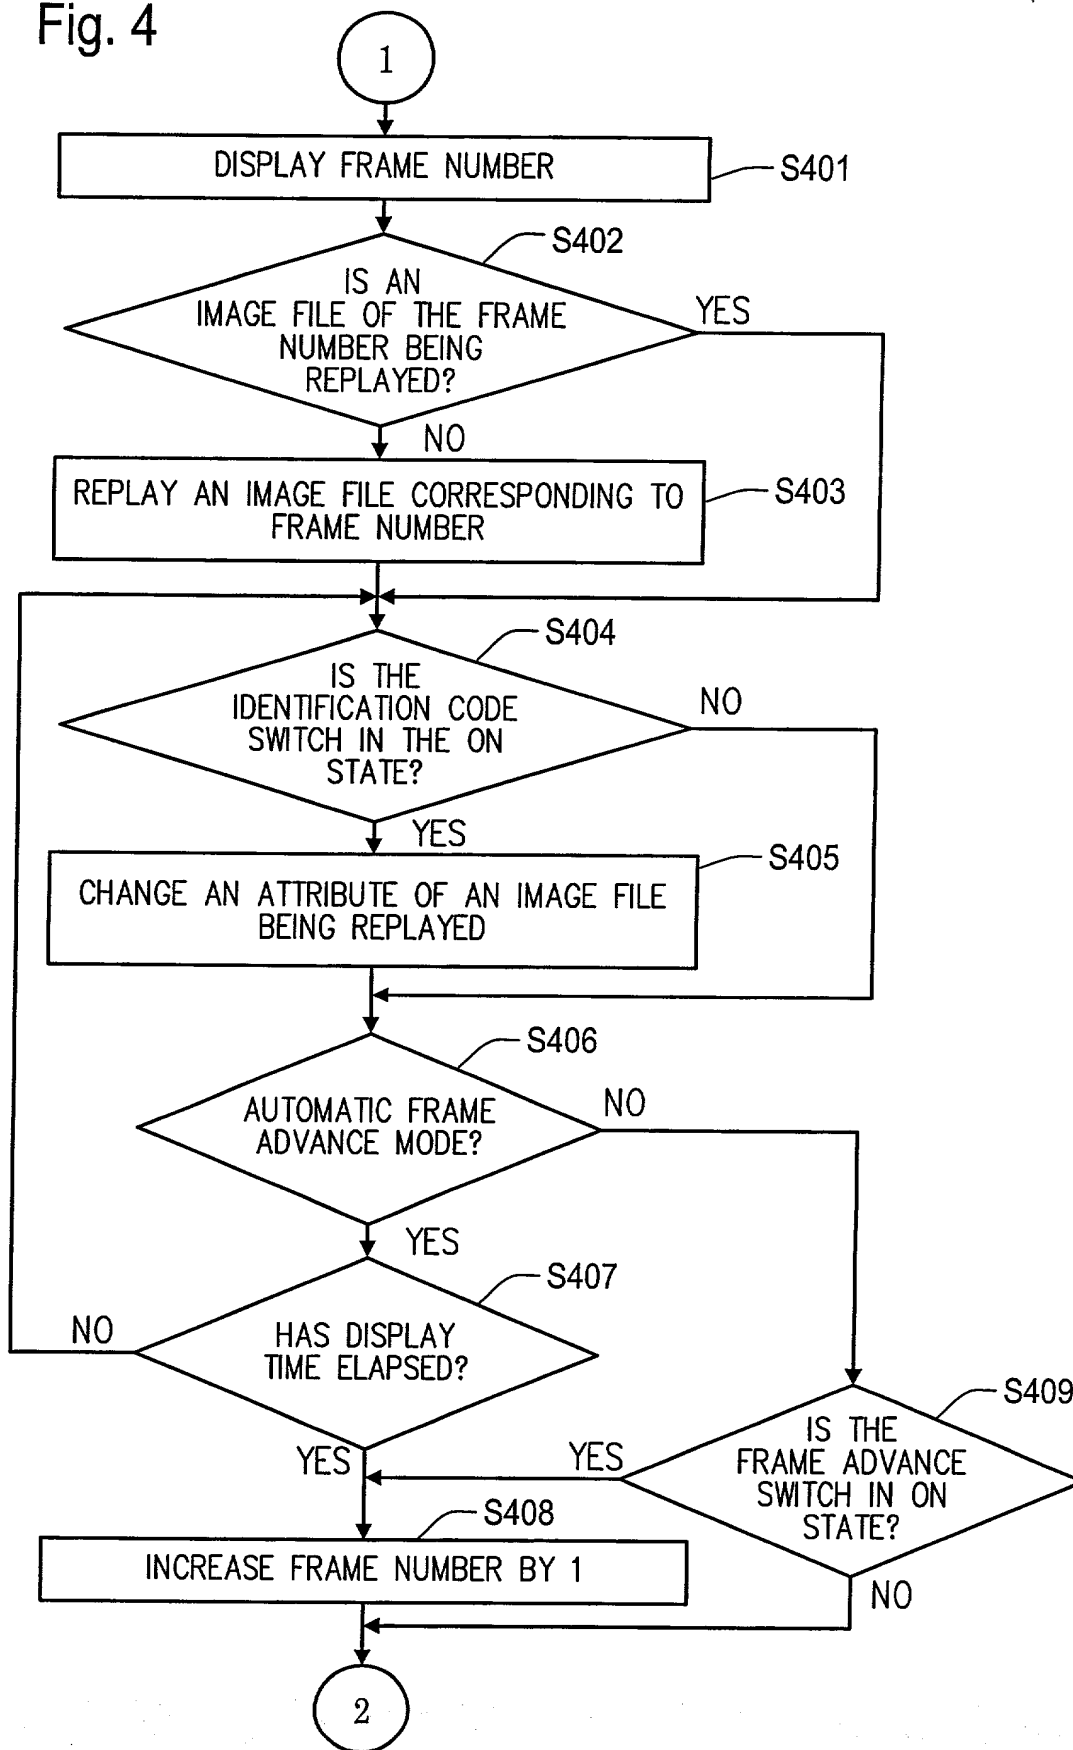 Fig. 4
1
DISPLAY FRAME NUMBER
S401
S402
IS AN
IMAGE FILE OF THE FRAME
NUMBER BEING
REPLAYED?
YES
NO
REPLAY AN IMAGE FILE CORRESPONDING TO
FRAME NUMBER
S403
S404
IS THE
IDENTIFICATION CODE
SWITCH IN THE ON
STATE?
NO
YES
CHANGE AN ATTRIBUTE OF AN IMAGE FILE
BEING REPLAYED
S405
S406
AUTOMATIC FRAME
ADVANCE MODE?
NO
YES
S407
HAS DISPLAY
TIME ELAPSED?
NO
YES
S409
IS THE
FRAME ADVANCE
SWITCH IN ON
STATE?
YES
NO
S408
INCREASE FRAME NUMBER BY 1
2